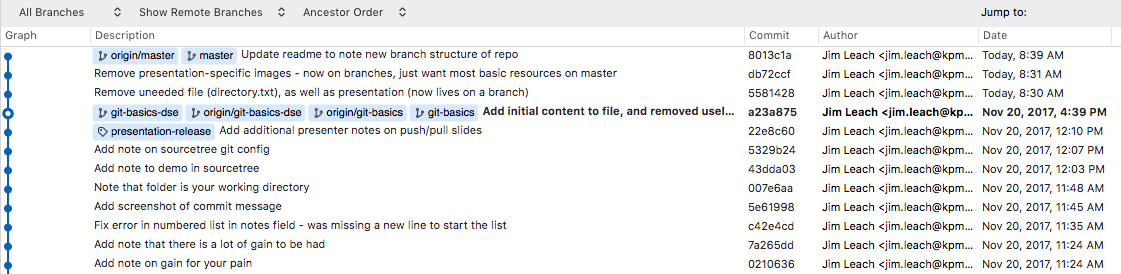 All Branches Show Remote Branches Ancestor Order Jump to:
Graph Description Commit Author Date
origin/master master Update readme to note new branch structure of repo 8013c1a Jim Leach <jim.leach@kpm... Today, 8:39 AM
Remove presentation-specific images - now on branches, just want most basic resources on master db72ccf Jim Leach <jim.leach@kpm... Today, 8:31 AM
Remove uneeded file (directory.txt), as well as presentation (now lives on a branch) 5581428 Jim Leach <jim.leach@kpm... Today, 8:30 AM
git-basics-dse origin/git-basics-dse origin/git-basics git-basics Add initial content to file, and removed usel... a23a875 Jim Leach <jim.leach@kp... Nov 20, 2017, 4:39 PM
presentation-release Add additional presenter notes on push/pull slides 22e8c60 Jim Leach <jim.leach@kpm... Nov 20, 2017, 12:10 PM
Add note on sourcetree git config 5329b24 Jim Leach <jim.leach@kpm... Nov 20, 2017, 12:07 PM
Add note to demo in sourcetree 43dda03 Jim Leach <jim.leach@kpm... Nov 20, 2017, 12:03 PM
Note that folder is your working directory 007e6aa Jim Leach <jim.leach@kpm... Nov 20, 2017, 11:48 AM
Add screenshot of commit message 5e61998 Jim Leach <jim.leach@kpm... Nov 20, 2017, 11:45 AM
Fix error in numbered list in notes field - was missing a new line to start the list c42e4cd Jim Leach <jim.leach@kpm... Nov 20, 2017, 11:35 AM
Add note that there is a lot of gain to be had 7a265dd Jim Leach <jim.leach@kpm... Nov 20, 2017, 11:24 AM
Add note on gain for your pain 0210636 Jim Leach <jim.leach@kpm... Nov 20, 2017, 11:24 AM